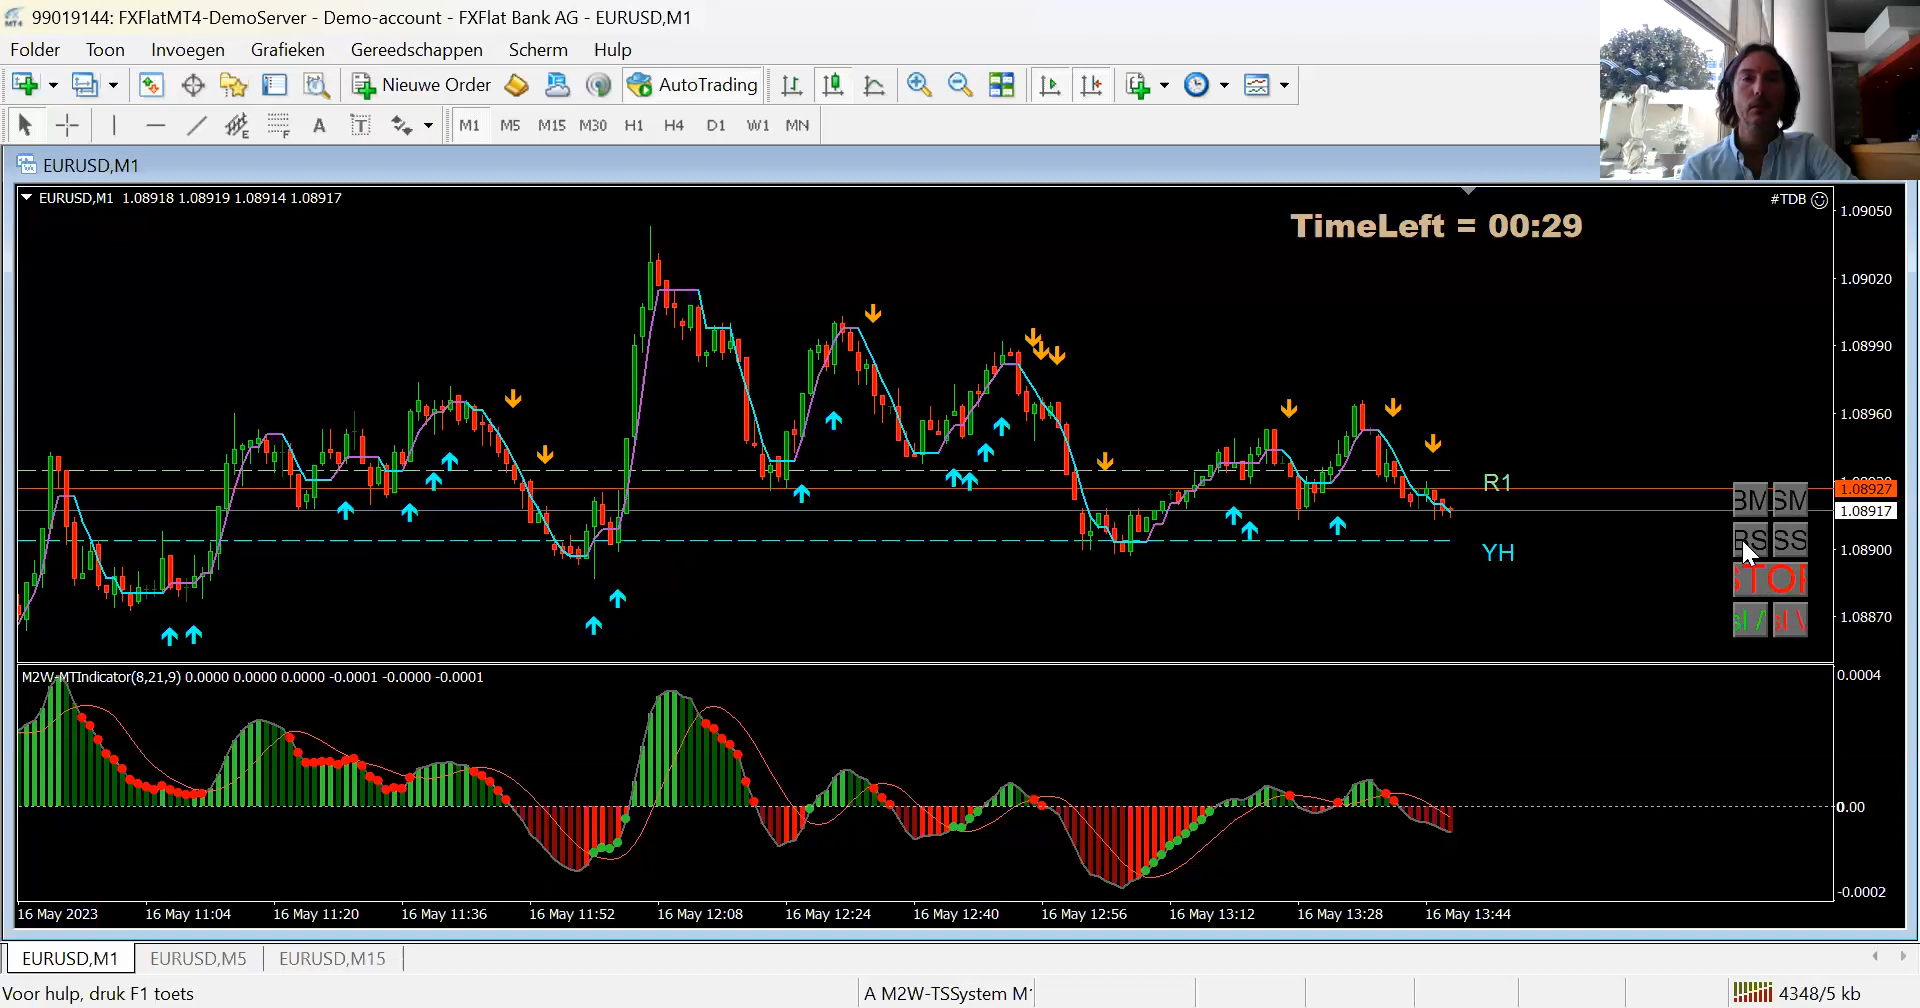 99019144: FXFlatMT4-DemoServer - Demo-account - FXFlat Bank AG - EURUSD,M1
Folder Toon Invoegen Grafieken Gereedschappen Scherm Hulp
Nieuwe Order AutoTrading
A T M1 M5 M15 M30 H1 H4 D1 W1 MN
EURUSD,M1
EURUSD,M1 1.08918 1.08919 1.08914 1.08917
#TDB
TimeLeft = 00:29
1.09050
1.09020
1.08990
1.08960
R1
1.08927
BM SM
1.08917
BS SS
YH
1.08900
STOP
1.08870
M2W-MTIndicator(8,21,9) 0.0000 0.0000 0.0000 -0.0001 -0.0000 -0.0001
0.0004
0.00
-0.0002
16 May 2023 16 May 11:04 16 May 11:20 16 May 11:36 16 May 11:52 16 May 12:08 16 May 12:24 16 May 12:40 16 May 12:56 16 May 13:12 16 May 13:28 16 May 13:44
EURUSD,M1 EURUSD,M5 EURUSD,M15
Voor hulp, druk F1 toets
A M2W-TSSystem M
4348/5 kb